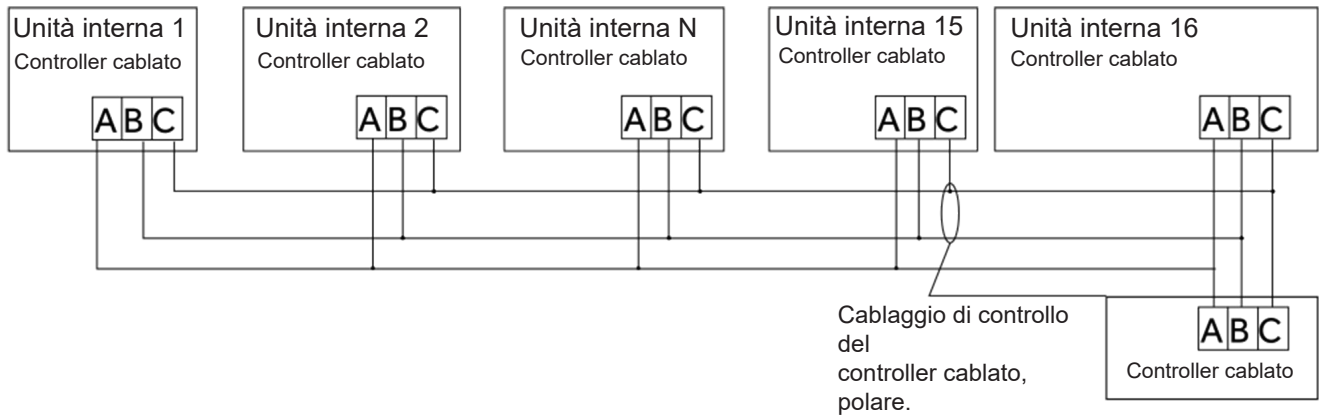 Unità interna 1
Controller cablato
A B C
Unità interna 2
Controller cablato
A B C
Unità interna N
Controller cablato
A B C
Unità interna 15
Controller cablato
A B C
Unità interna 16
Controller cablato
A B C
Cablaggio di controllo
del
controller cablato,
polare.
A B C
Controller cablato